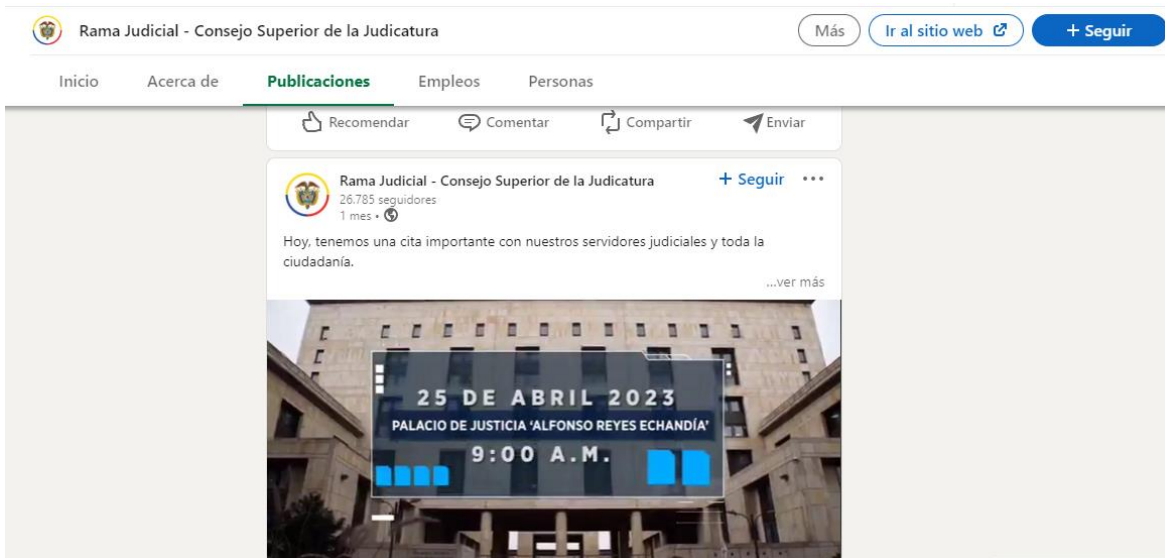 Rama Judicial - Consejo Superior de la Judicatura
Más
Ir al sitio web
+ Seguir
Inicio
Acerca de
Publicaciones
Empleos
Personas
Recomendar
Comentar
Compartir
Enviar
Rama Judicial - Consejo Superior de la Judicatura
+ Seguir
26.785 seguidores
1 mes •
Hoy, tenemos una cita importante con nuestros servidores judiciales y toda la
ciudadanía.
...ver más
25 DE ABRIL 2023
PALACIO DE JUSTICIA 'ALFONSO REYES ECHANDÍA'
9:00 A.M.